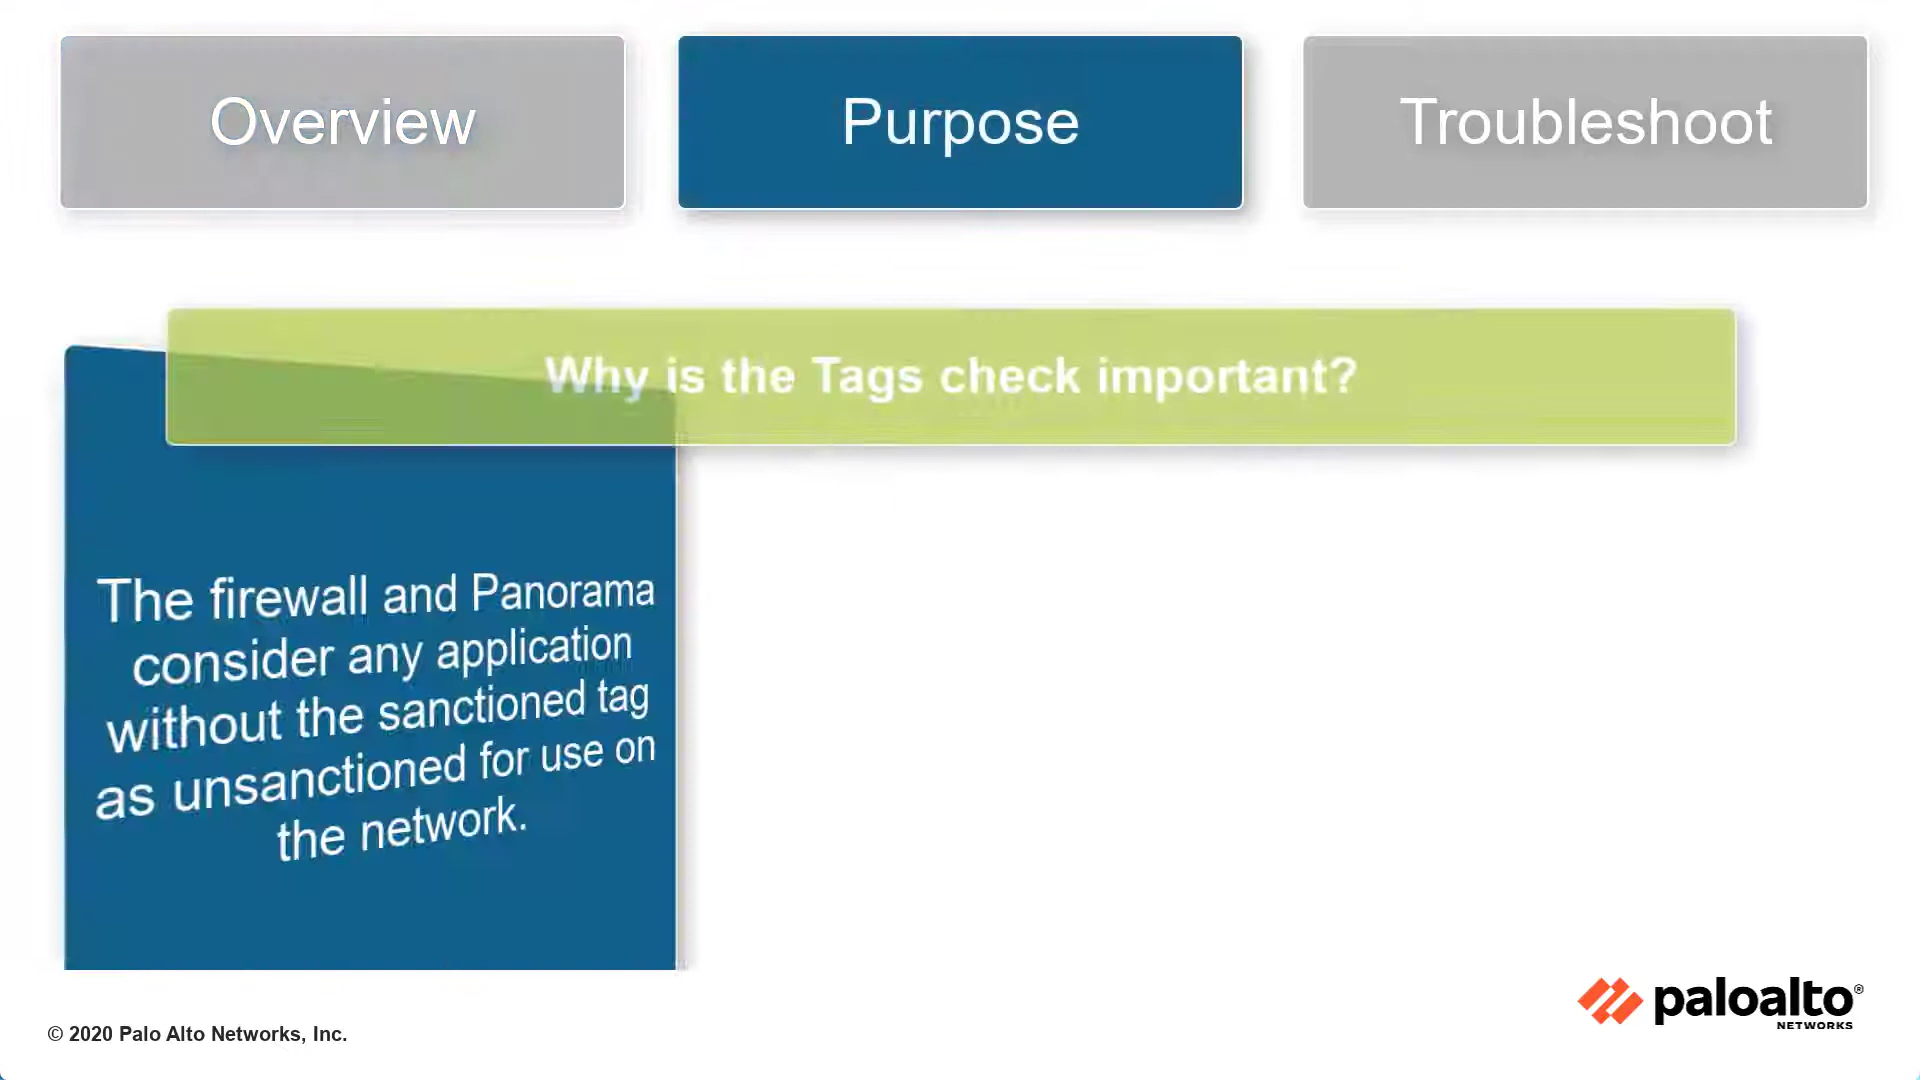 Overview
Purpose
Troubleshoot
Why is the Tags check important?
The firewall and Panorama
consider any application
without the sanctioned tag
as unsanctioned for use on
the network.
paloalto®
NETWORKS
© 2020 Palo Alto Networks, Inc.